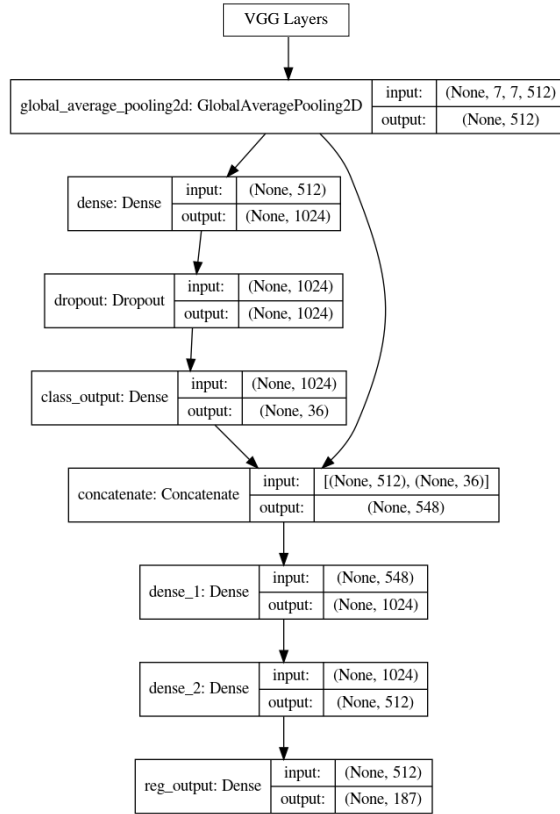 VGG Layers
global_average_pooling2d: GlobalAveragePooling2D
input: (None, 7, 7, 512)
output: (None, 512)
dense: Dense
input: (None, 512)
output: (None, 1024)
dropout: Dropout
input: (None, 1024)
output: (None, 1024)
class_output: Dense
input: (None, 1024)
output: (None, 36)
concatenate: Concatenate
input: [(None, 512), (None, 36)]
output: (None, 548)
dense_1: Dense
input: (None, 548)
output: (None, 1024)
dense_2: Dense
input: (None, 1024)
output: (None, 512)
reg_output: Dense
input: (None, 512)
output: (None, 187)